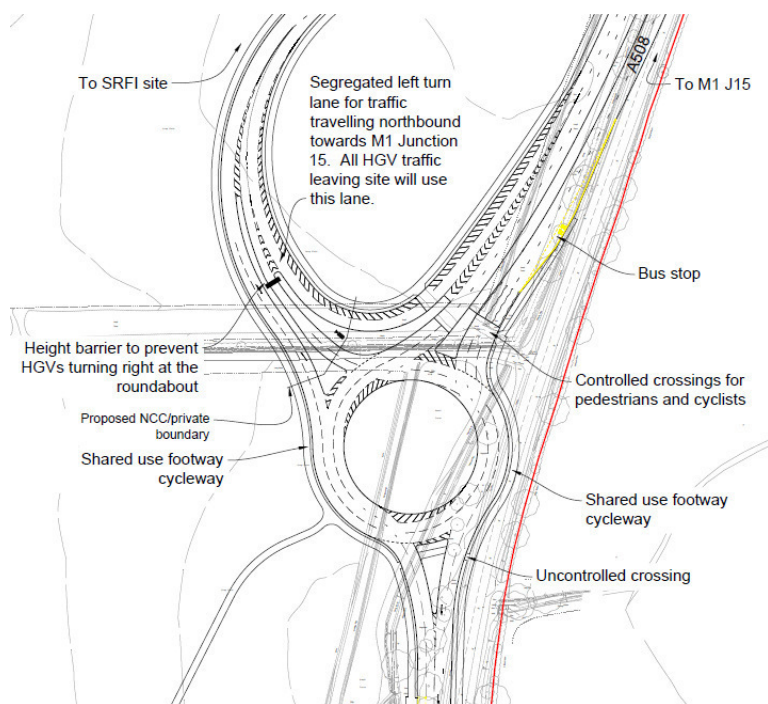 A508
To SRFI site
To M1 J15
Segregated left turn
lane for traffic
travelling northbound
towards M1 Junction
15.  All HGV traffic
leaving site will use
this lane.
Bus stop
Height barrier to prevent
HGVs turning right at the
roundabout
Controlled crossings for
pedestrians and cyclists
Proposed NCC/private
boundary
Shared use footway
cycleway
Shared use footway
cycleway
Uncontrolled crossing